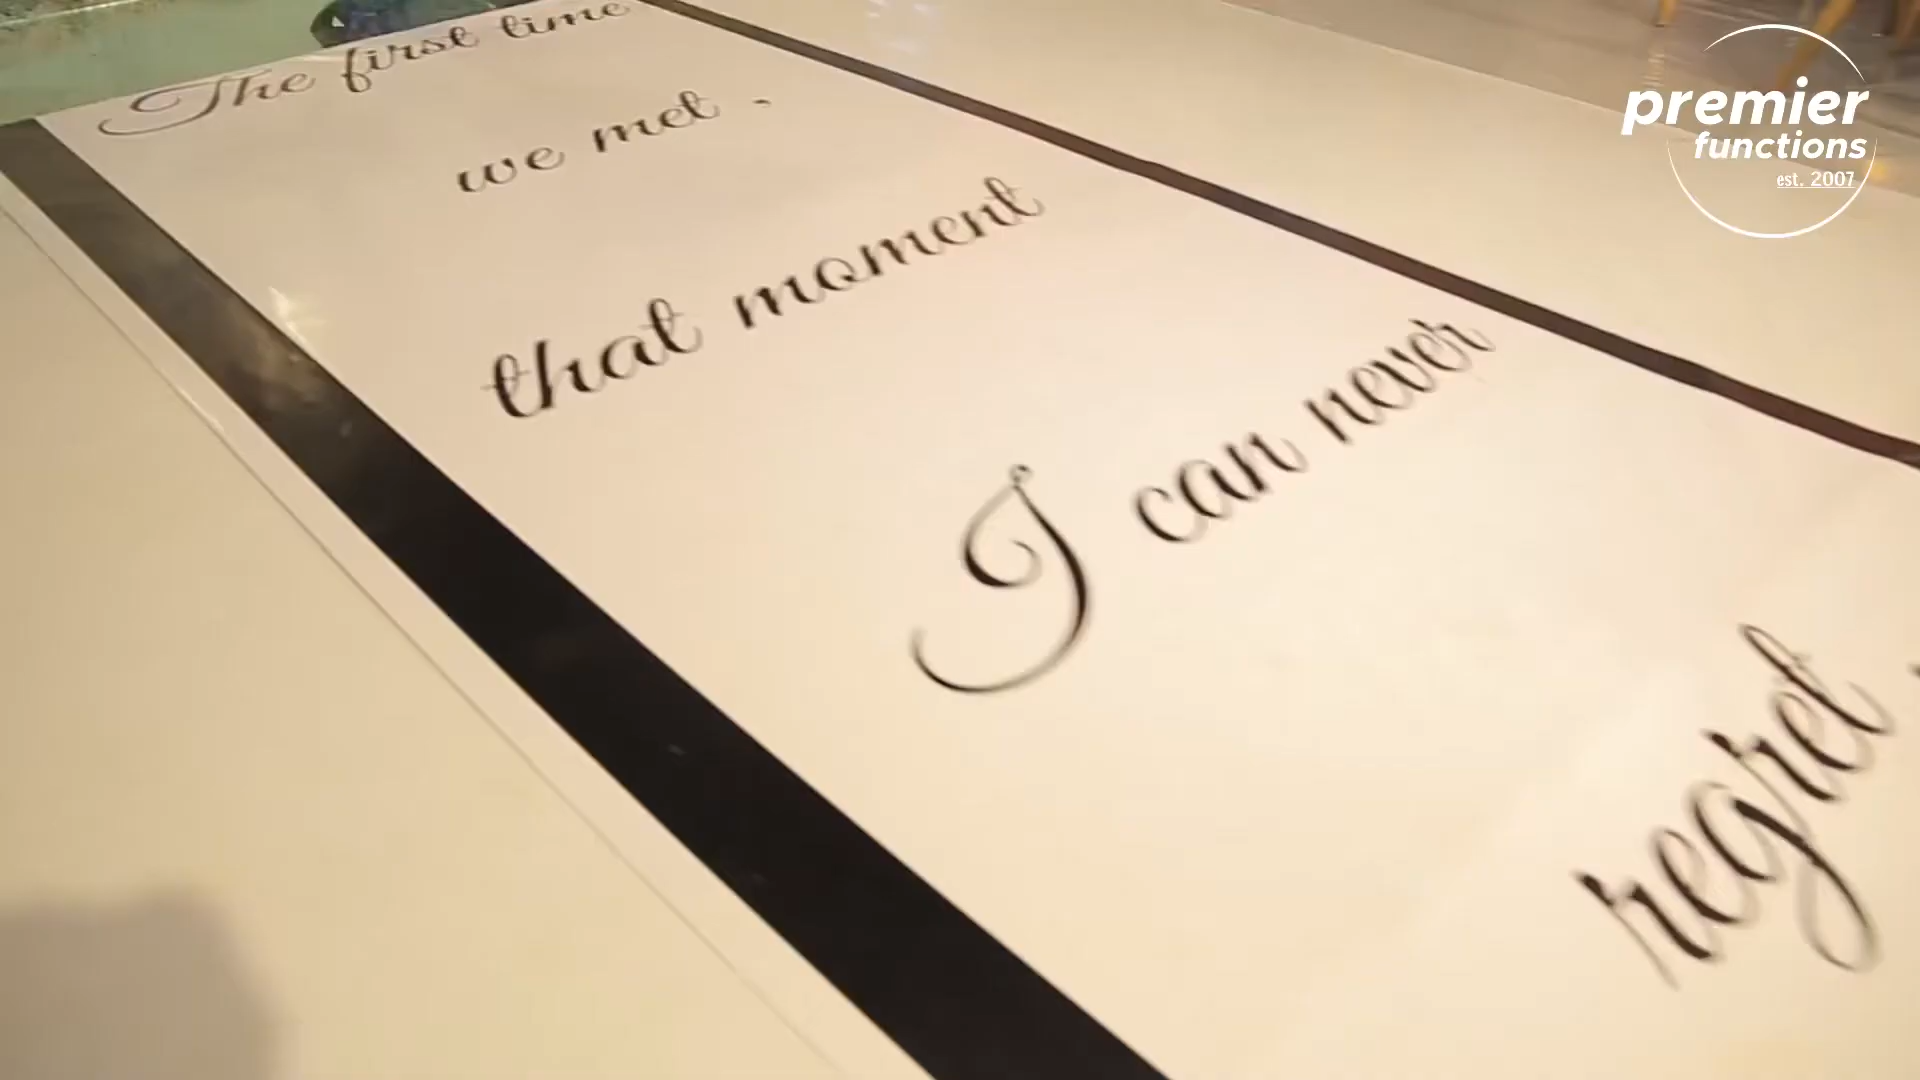 The first time
we met .
that moment
I can never
regret .
premier
functions
est. 2007